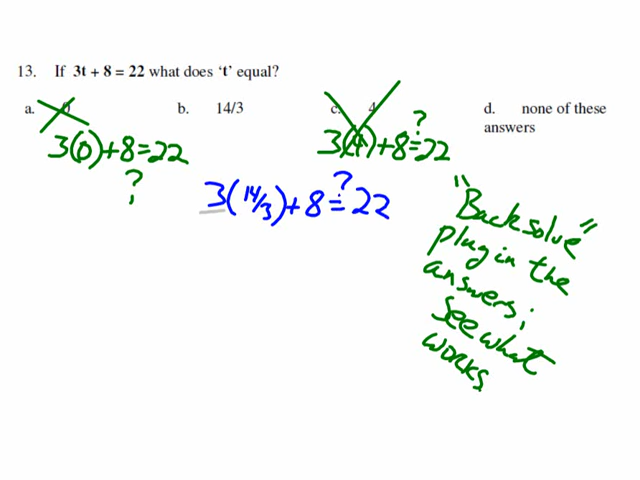 13. If 3t + 8 = 22 what does ‘t’ equal?
a. 0 b. 14/3 c. 4 d. none of these
answers
3(0)+8=22
?
3(4)+8=22
?
3(14/3)+8=22
?
"Backsolve"
plug in the
answers;
see what
works